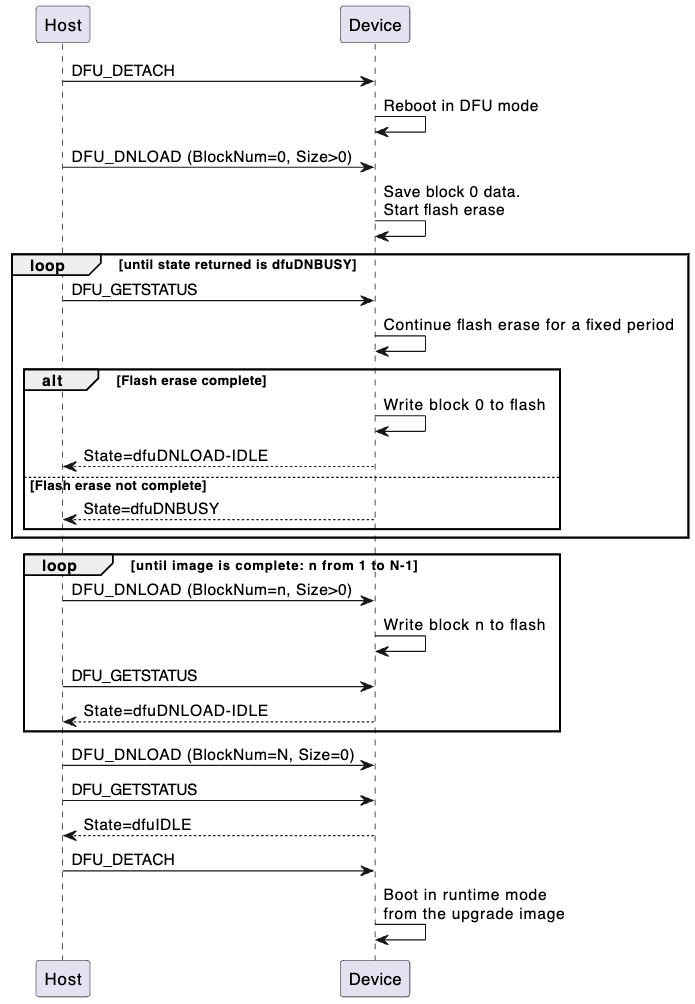 Host
Device
DFU_DETACH
Reboot in DFU mode
DFU_DNLOAD (BlockNum=0, Size>0)
Save block 0 data.
Start flash erase
loop
[until state returned is dfuDNBUSY]
DFU_GETSTATUS
Continue flash erase for a fixed period
alt
[Flash erase complete]
Write block 0 to flash
State=dfuDNLOAD-IDLE
[Flash erase not complete]
State=dfuDNBUSY
loop
[until image is complete: n from 1 to N-1]
DFU_DNLOAD (BlockNum=n, Size>0)
Write block n to flash
DFU_GETSTATUS
State=dfuDNLOAD-IDLE
DFU_DNLOAD (BlockNum=N, Size=0)
DFU_GETSTATUS
State=dfuIDLE
DFU_DETACH
Boot in runtime mode
from the upgrade image
Host
Device